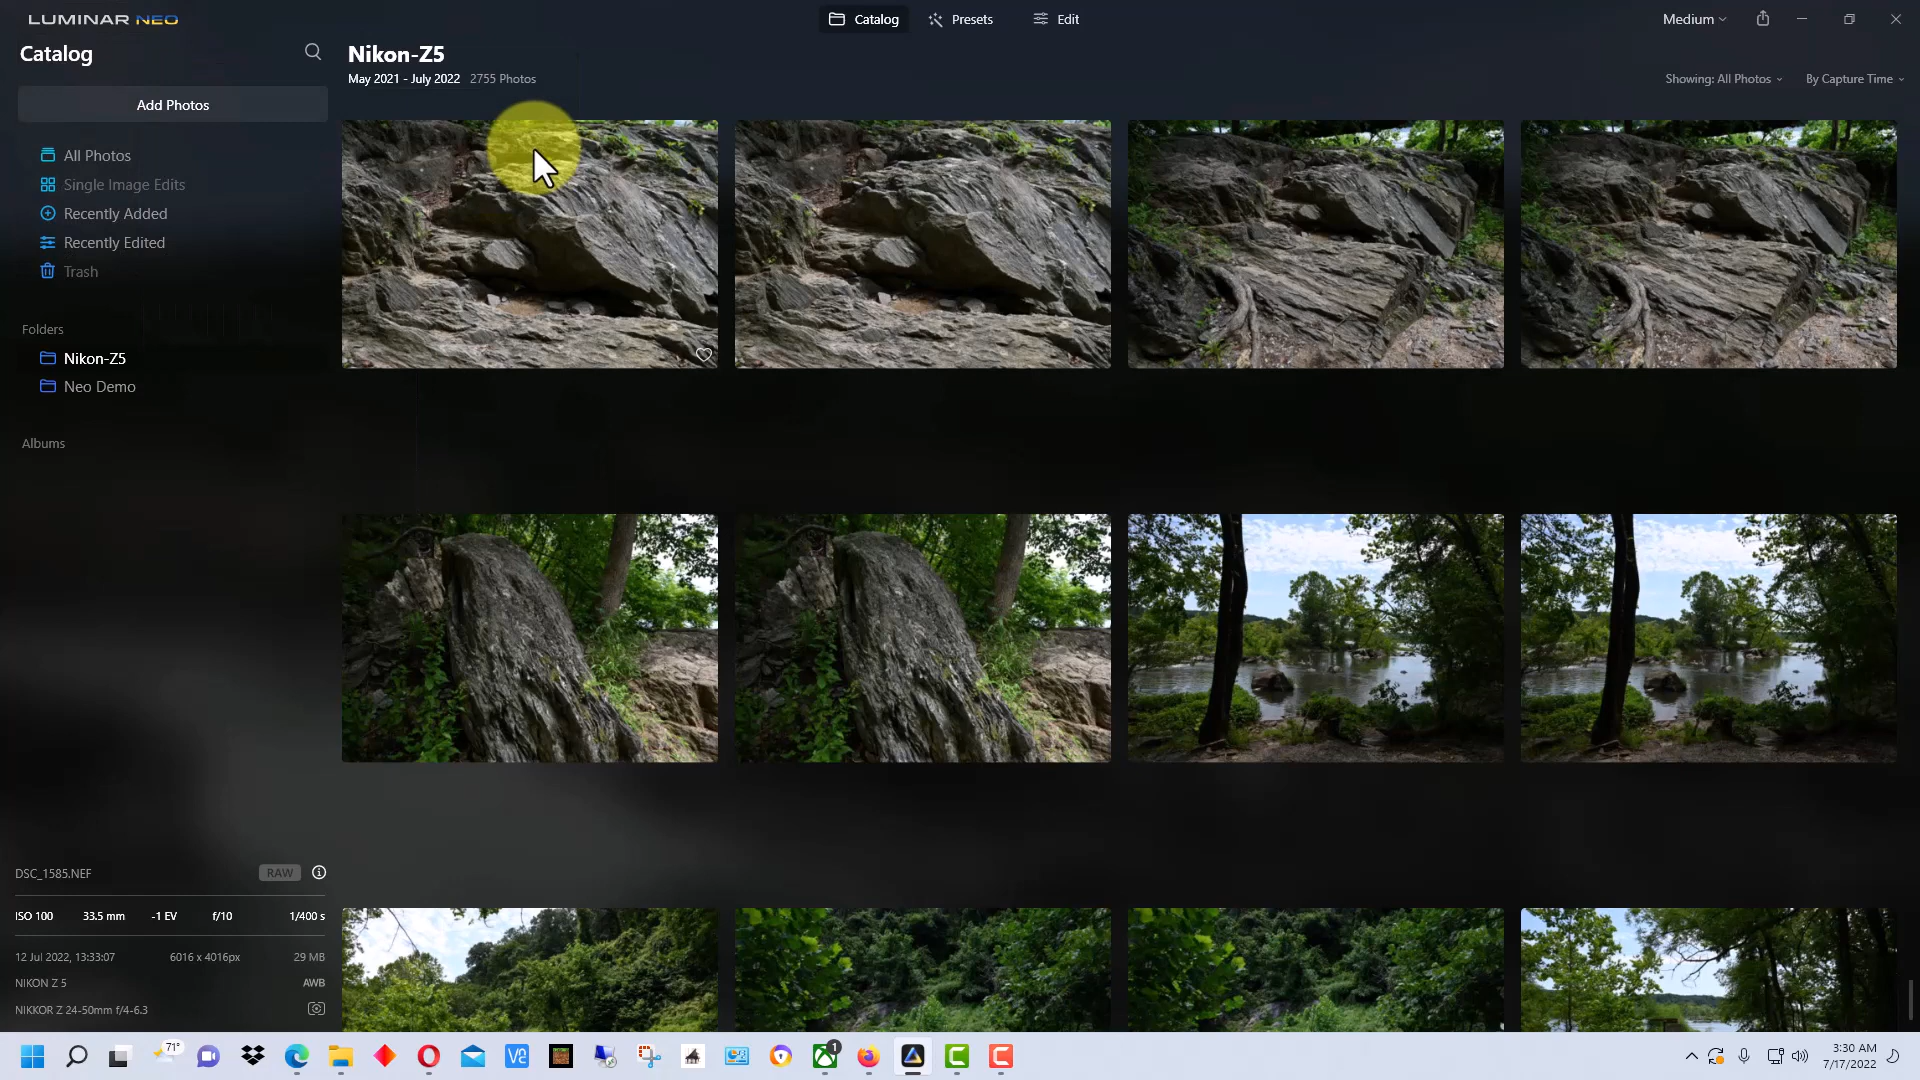 LUMINAR NEO
Catalog
Presets
Edit
Medium
Catalog
Add Photos
All Photos
Single Image Edits
Recently Added
Recently Edited
Trash
Folders
Nikon-Z5
Neo Demo
Albums
Nikon-Z5
May 2021 - July 2022 2755 Photos
Showing: All Photos
By Capture Time
DSC_1585.NEF RAW
ISO 100 33.5 mm -1 EV f/10 1/400 s
12 Jul 2022, 13:33:07 6016 x 4016px 29 MB
NIKON Z 5 AWB
NIKKOR Z 24-50mm f/4-6.3
71°
1
3:30 AM
7/17/2022